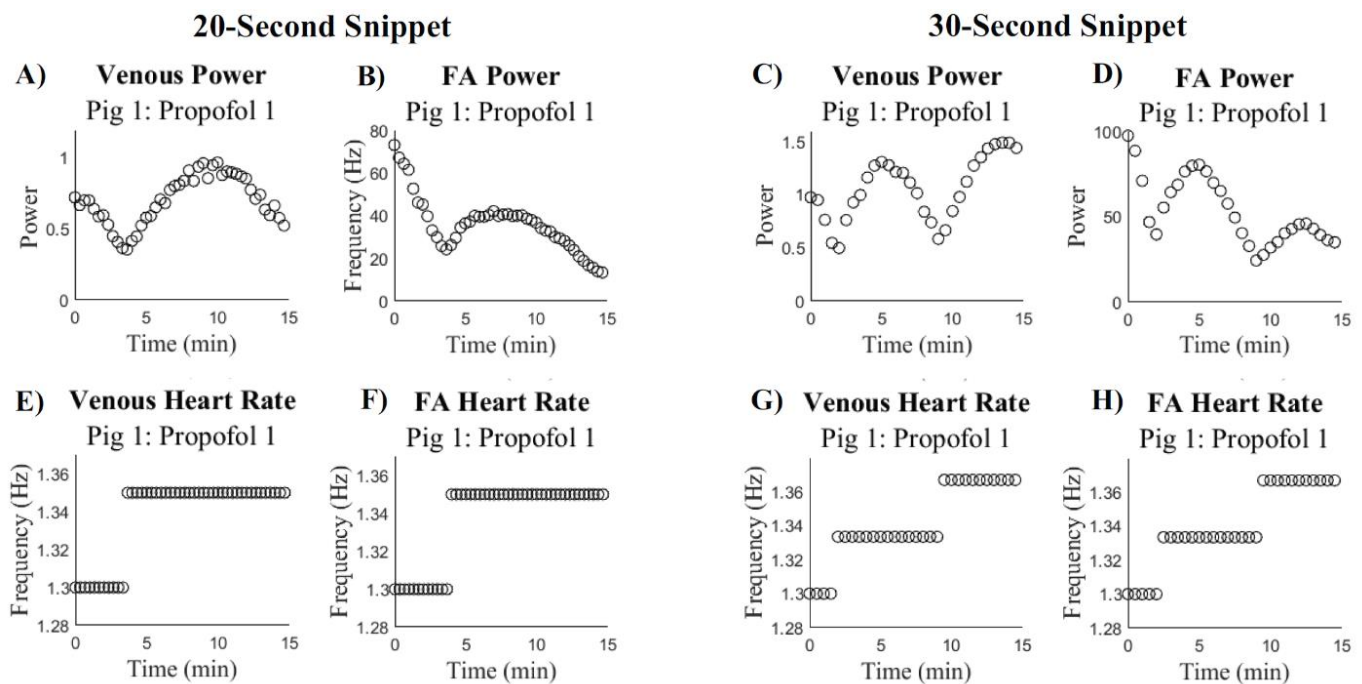 20-Second Snippet
30-Second Snippet
A) Venous Power
Pig 1: Propofol 1
Power
1
0.5
0
0 5 10 15
Time (min)
B) FA Power
Pig 1: Propofol 1
Frequency (Hz)
80
60
40
20
0
0 5 10 15
Time (min)
C) Venous Power
Pig 1: Propofol 1
Power
1.5
1
0.5
0
0 5 10 15
Time (min)
D) FA Power
Pig 1: Propofol 1
Power
100
50
0
0 5 10 15
Time (min)
E) Venous Heart Rate
Pig 1: Propofol 1
Frequency (Hz)
1.36
1.34
1.32
1.3
1.28
0 5 10 15
Time (min)
F) FA Heart Rate
Pig 1: Propofol 1
Frequency (Hz)
1.36
1.34
1.32
1.3
1.28
0 5 10 15
Time (min)
G) Venous Heart Rate
Pig 1: Propofol 1
Frequency (Hz)
1.36
1.34
1.32
1.3
1.28
0 5 10 15
Time (min)
H) FA Heart Rate
Pig 1: Propofol 1
Frequency (Hz)
1.36
1.34
1.32
1.3
1.28
0 5 10 15
Time (min)